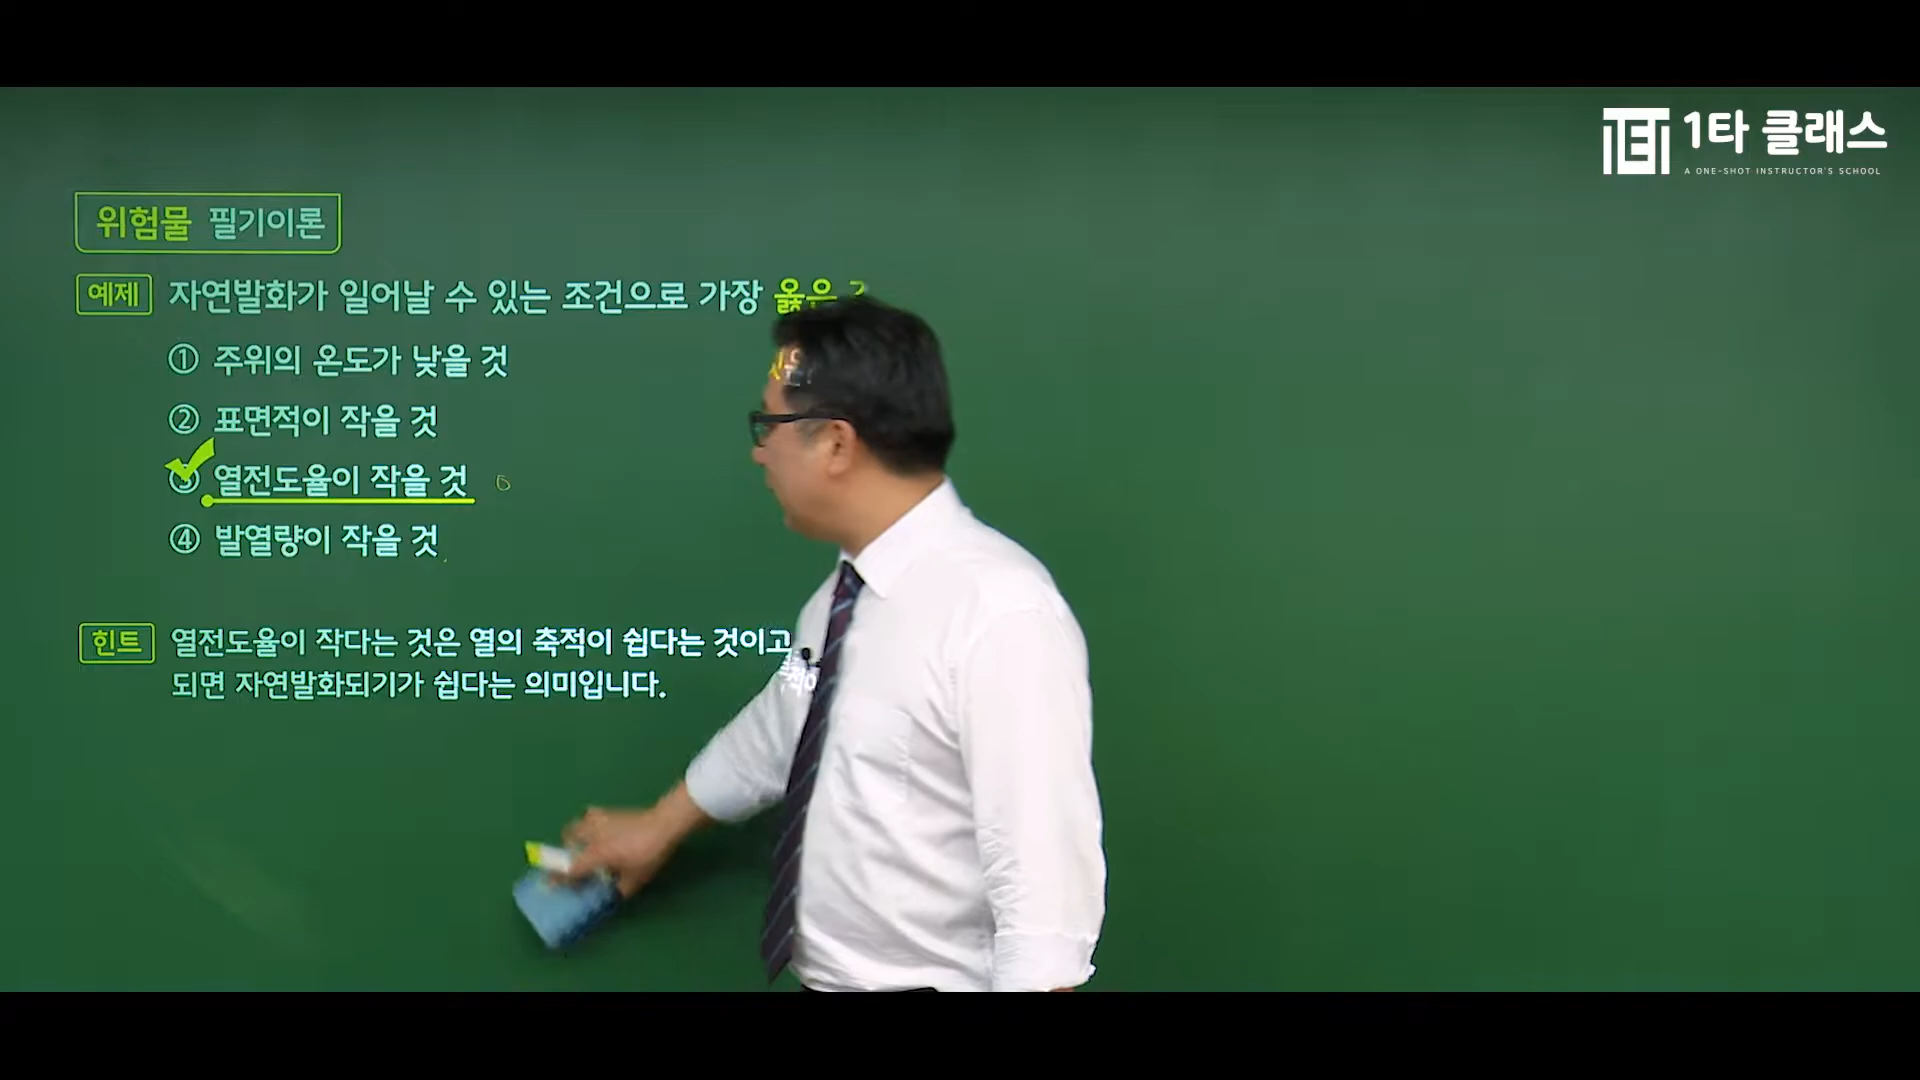 1타 클래스
A ONE-SHOT INSTRUCTOR'S SCHOOL
위험물 필기이론
예제 자연발화가 일어날 수 있는 조건으로 가장 옳은
① 주위의 온도가 낮을 것
② 표면적이 작을 것
③ 열전도율이 작을 것
④ 발열량이 작을 것
힌트 열전도율이 작다는 것은 열의 축적이 쉽다는 것이고
되면 자연발화되기가 쉽다는 의미입니다.